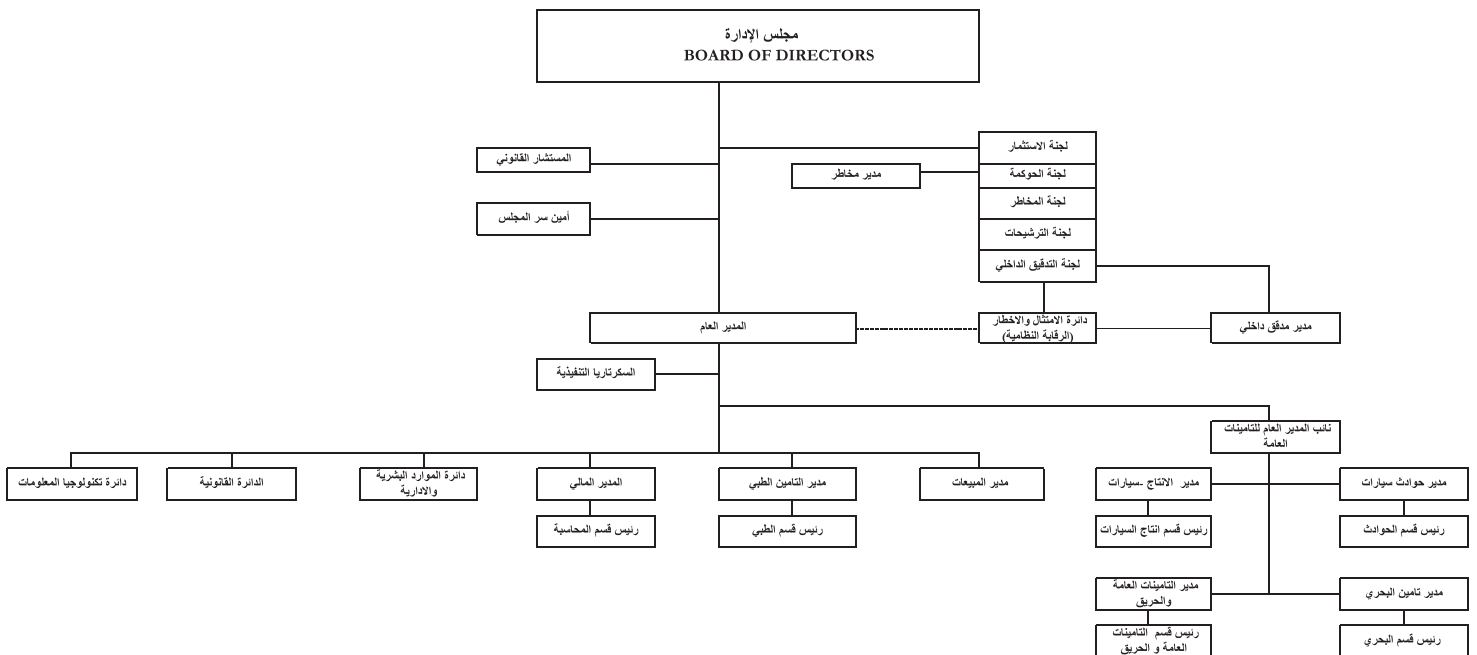 مجلس الإدارة
BOARD OF DIRECTORS
لجنة الاستثمار
المستشار القانوني
لجنة الحوكمة
مدير مخاطر
لجنة المخاطر
أمين سر المجلس
لجنة الترشيحات
لجنة التدقيق الداخلي
مدير مدقق داخلي
دائرة الامتثال والاخطار
(الرقابة النظامية)
المدير العام
السكرتاريا التنفيذية
نائب المدير العام للتامينات
العامة
مدير حوادث سيارات
مدير الانتاج -سيارات
مدير المبيعات
مدير التامين الطبي
المدير المالي
دائرة الموارد البشرية
والادارية
الدائرة القانونية
دائرة تكنولوجيا المعلومات
رئيس قسم الحوادث
رئيس قسم انتاج السيارات
رئيس قسم الطبي
رئيس قسم المحاسبة
مدير تامين البحري
مدير التامينات العامة
والحريق
رئيس قسم البحري
رئيس قسم التامينات
العامة و الحريق